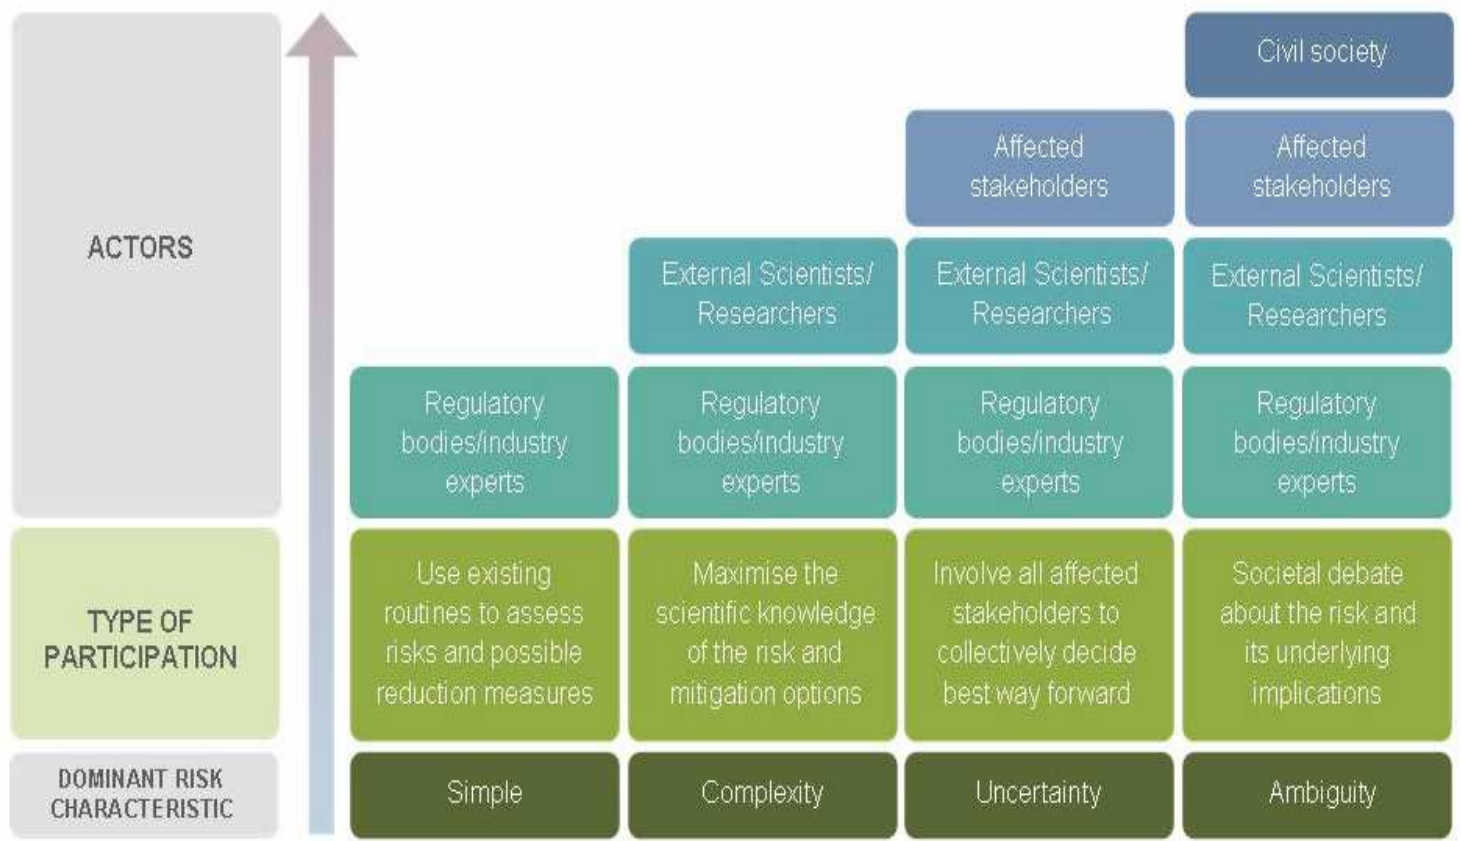 ACTORS
Civil society
Affected
stakeholders
Affected
stakeholders
External Scientists/
Researchers
External Scientists/
Researchers
External Scientists/
Researchers
Regulatory
bodies/industry
experts
Regulatory
bodies/industry
experts
Regulatory
bodies/industry
experts
Regulatory
bodies/industry
experts
TYPE OF
PARTICIPATION
Use existing
routines to assess
risks and possible
reduction measures
Maximise the
scientific knowledge
of the risk and
mitigation options
Involve all affected
stakeholders to
collectively decide
best way forward
Societal debate
about the risk and
its underlying
implications
DOMINANT RISK
CHARACTERISTIC
Simple
Complexity
Uncertainty
Ambiguity